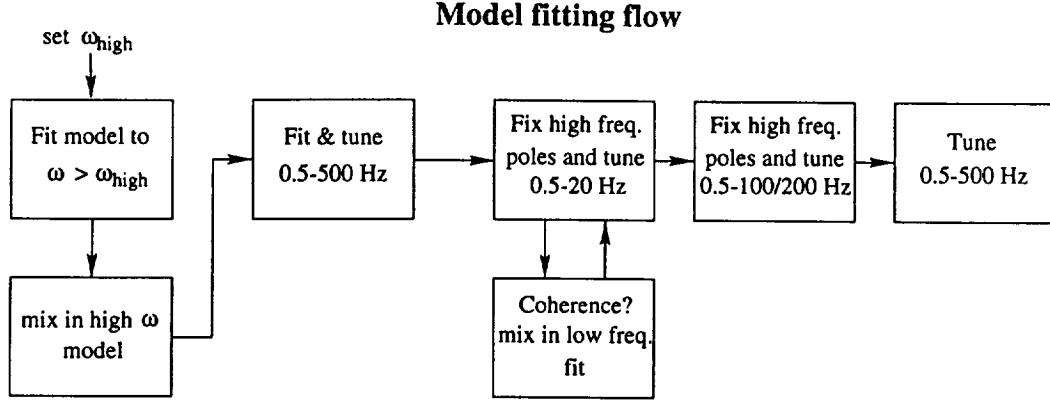 Model fitting flow
set ω_high
Fit model to
ω > ω_high
mix in high ω
model
Fit & tune
0.5-500 Hz
Fix high freq.
poles and tune
0.5-20 Hz
Coherence?
mix in low freq.
fit
Fix high freq.
poles and tune
0.5-100/200 Hz
Tune
0.5-500 Hz